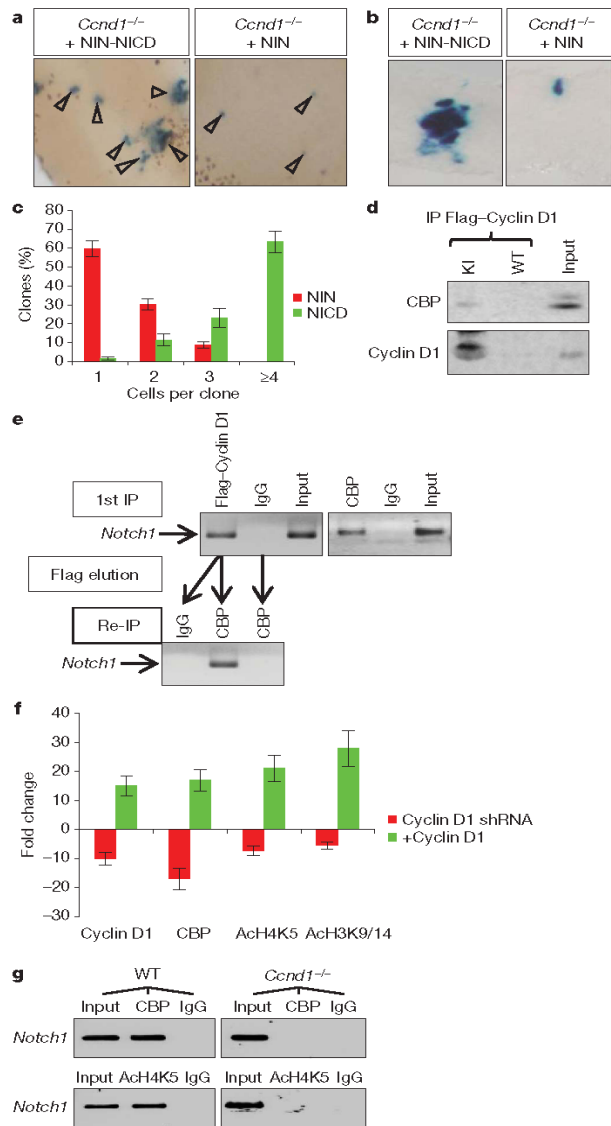 a
Ccnd1−/−
+ NIN-NICD
Ccnd1−/−
+ NIN
b
Ccnd1−/−
+ NIN-NICD
Ccnd1−/−
+ NIN
c
Clones (%)
80
70
60
50
40
30
20
10
0
1
2
3
≥4
Cells per clone
NIN
NICD
d
IP Flag–Cyclin D1
KI
WT
Input
CBP
Cyclin D1
e
Flag–Cyclin D1
IgG
Input
CBP
IgG
Input
1st IP
Notch1
Flag elution
Re-IP
IgG
CBP
CBP
Notch1
f
Fold change
40
30
20
10
0
−10
−20
−30
Cyclin D1 CBP AcH4K5 AcH3K9/14
Cyclin D1 shRNA
+Cyclin D1
g
WT
Ccnd1−/−
Input CBP IgG
Input CBP IgG
Notch1
Input AcH4K5 IgG
Input AcH4K5 IgG
Notch1